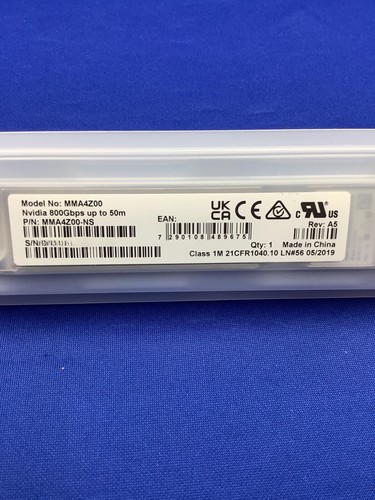 Model No: MMA4Z00
Nvidia 800Gbps up to 50m
P/N: MMA4Z00-NS
S/N:
EAN:
7 290108 489675
UK CA CE c UL US
Rev: A5
Qty: 1 Made in China
Class 1M 21CFR1040.10 LN#56 05/2019